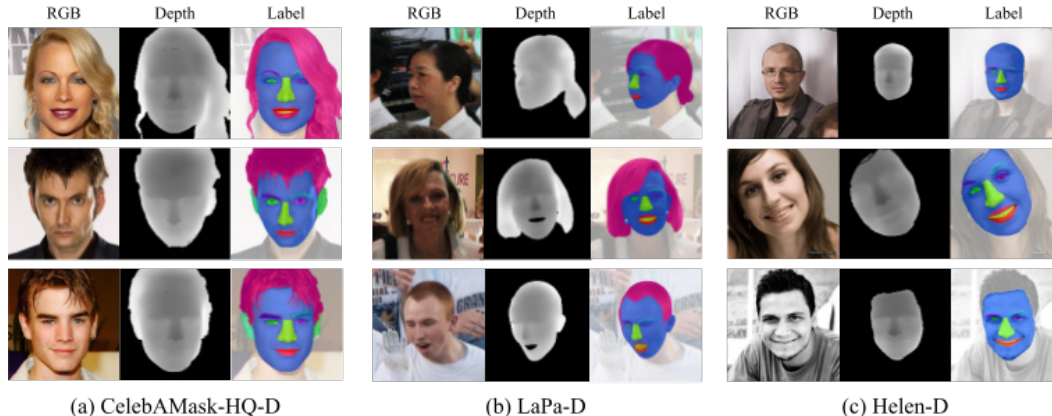 RGB Depth Label RGB Depth Label RGB Depth Label
(a) CelebAMask-HQ-D (b) LaPa-D (c) Helen-D